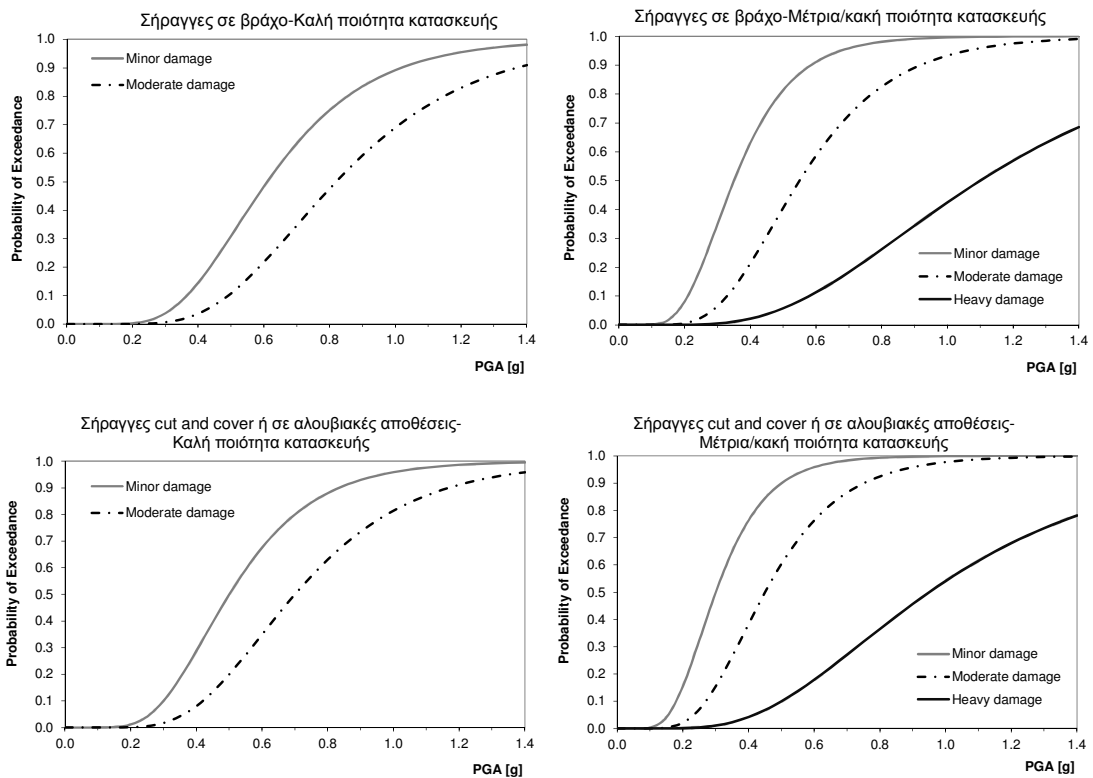 Σήραγγες σε βράχο-Καλή ποιότητα κατασκευής
1.0
0.9
0.8
0.7
0.6
0.5
0.4
0.3
0.2
0.1
0.0
Probability of Exceedance
Minor damage
Moderate damage
0.0 0.2 0.4 0.6 0.8 1.0 1.2 1.4
PGA [g]
Σήραγγες σε βράχο-Μέτρια/κακή ποιότητα κατασκευής
1.0
0.9
0.8
0.7
0.6
0.5
0.4
0.3
0.2
0.1
0.0
Probability of Exceedance
Minor damage
Moderate damage
Heavy damage
0.0 0.2 0.4 0.6 0.8 1.0 1.2 1.4
PGA [g]
Σήραγγες cut and cover ή σε αλουβιακές αποθέσεις-
Καλή ποιότητα κατασκευής
1.0
0.9
0.8
0.7
0.6
0.5
0.4
0.3
0.2
0.1
0.0
Probability of Exceedance
Minor damage
Moderate damage
0.0 0.2 0.4 0.6 0.8 1.0 1.2 1.4
PGA [g]
Σήραγγες cut and cover ή σε αλουβιακές αποθέσεις-
Μέτρια/κακή ποιότητα κατασκευής
1.0
0.9
0.8
0.7
0.6
0.5
0.4
0.3
0.2
0.1
0.0
Probability of Exceedance
Minor damage
Moderate damage
Heavy damage
0.0 0.2 0.4 0.6 0.8 1.0 1.2 1.4
PGA [g]